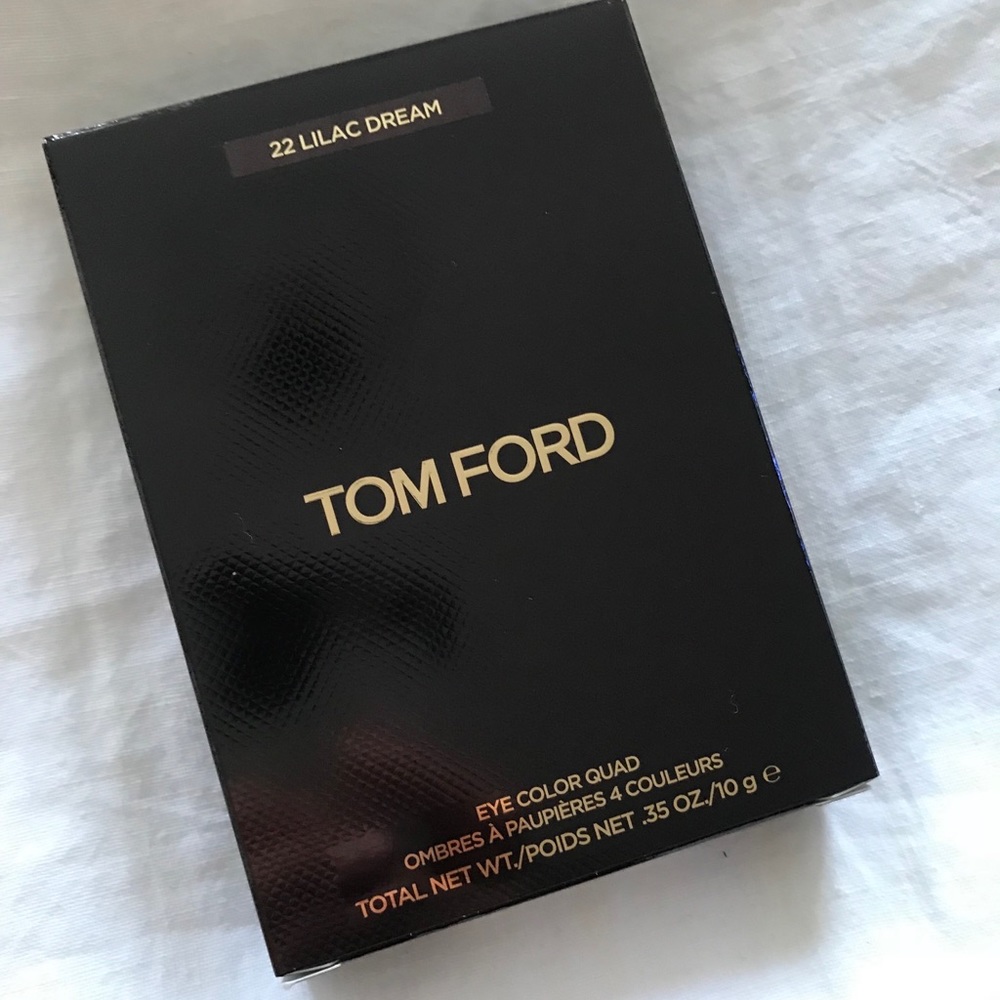 22 LILAC DREAM
TOM FORD
EYE COLOR QUAD
OMBRES À PAUPIÈRES 4 COULEURS
TOTAL NET WT./POIDS NET .35 OZ./10 g ℮